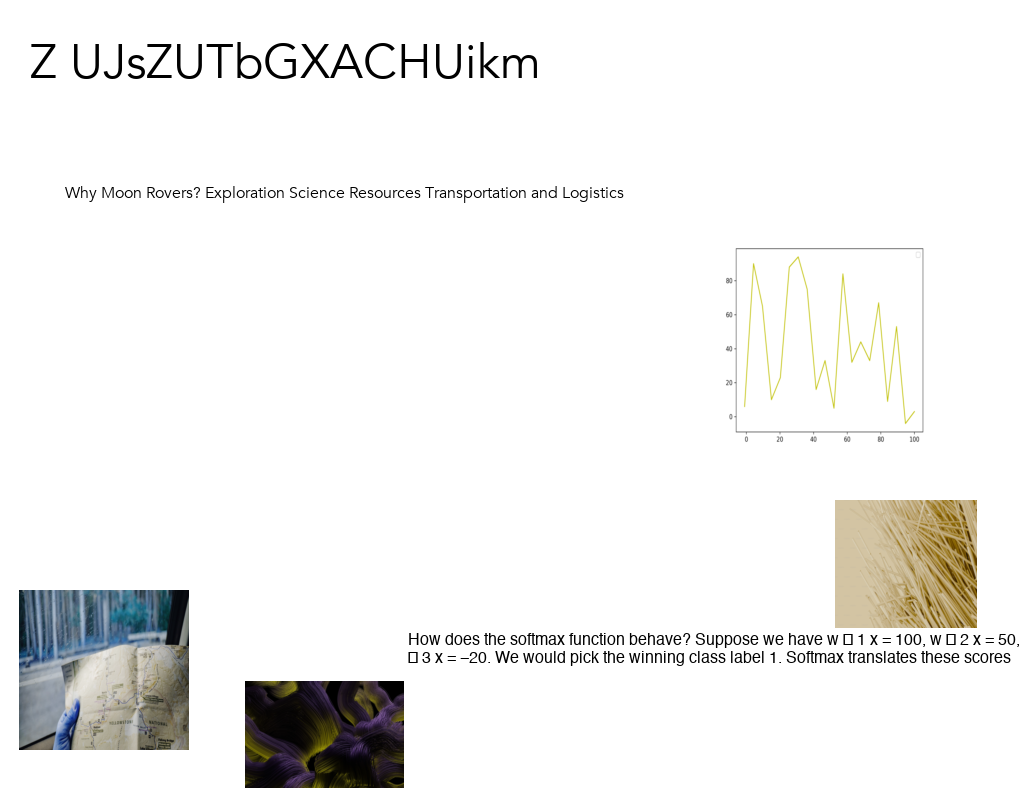 Z UJsZUTbGXACHUikm
Why Moon Rovers? Exploration Science Resources Transportation and Logistics
80
60
40
20
0
0 20 40 60 80 100
How does the softmax function behave? Suppose we have w □ 1 x = 100, w □ 2 x = 50,
□ 3 x = –20. We would pick the winning class label 1. Softmax translates these scores
YELLOWSTONE NATIONAL